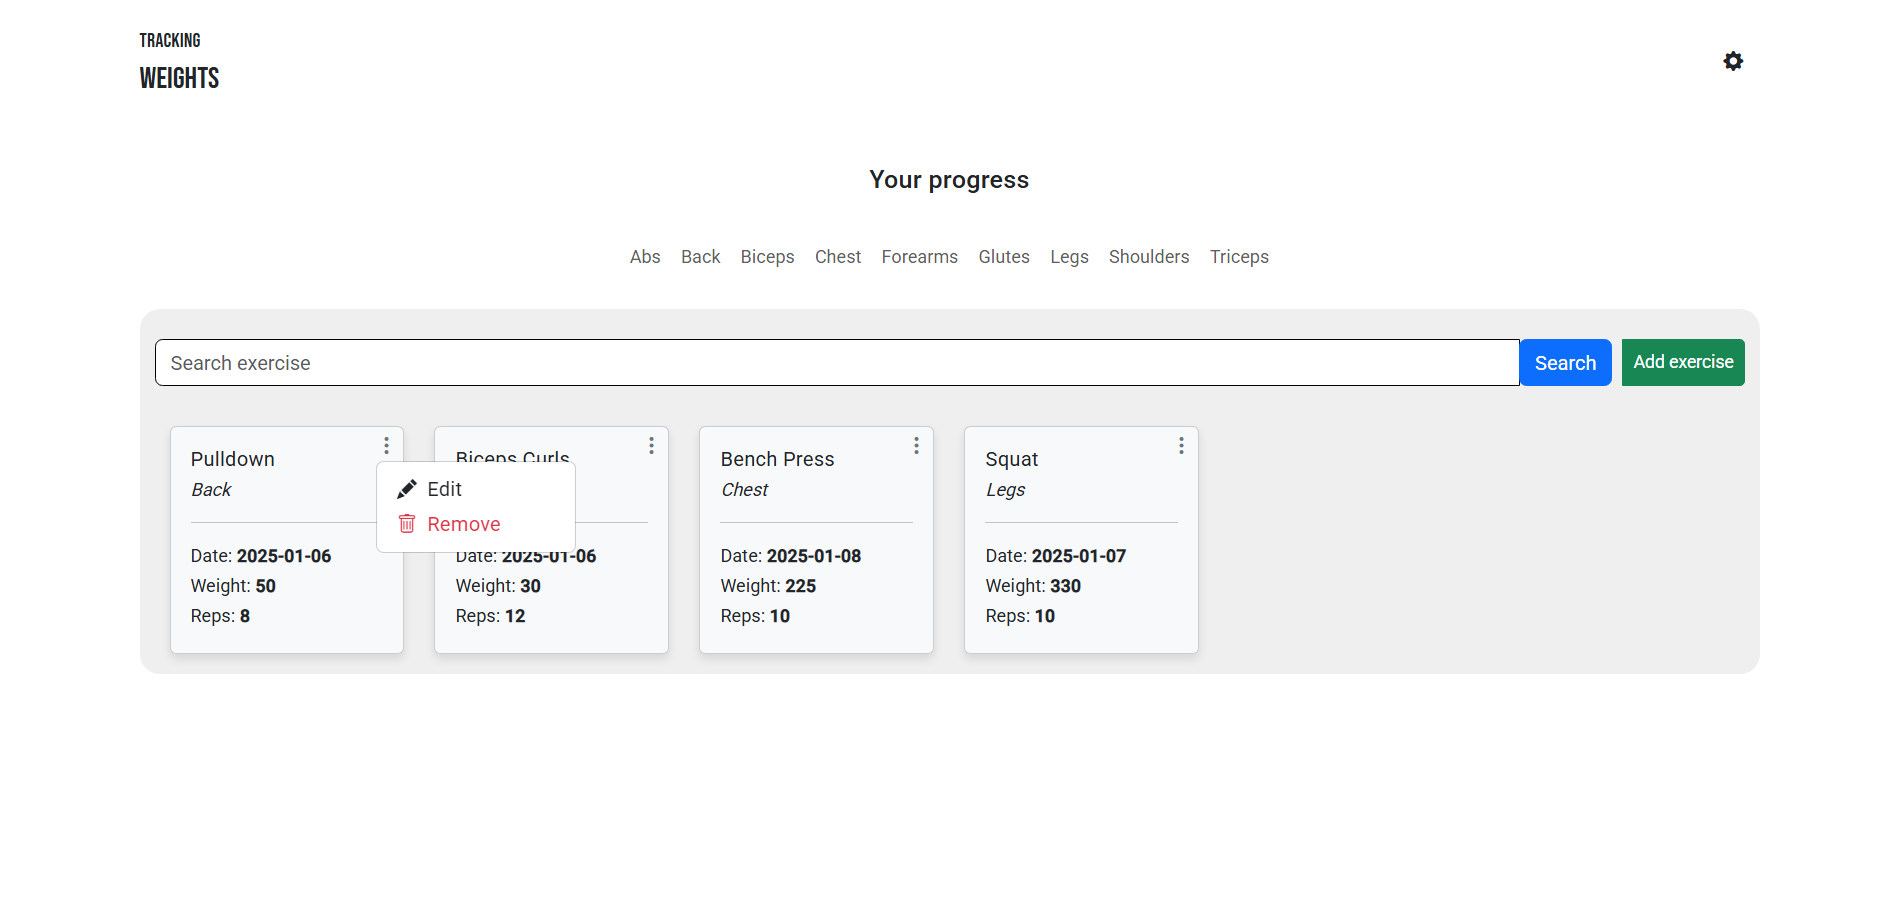 TRACKING
WEIGHTS
Your progress
Abs Back Biceps Chest Forearms Glutes Legs Shoulders Triceps
Search exercise Search Add exercise
Pulldown
Back
Date: 2025-01-06
Weight: 50
Reps: 8
Edit
Remove
Biceps Curls
Date: 2025-01-06
Weight: 30
Reps: 12
Bench Press
Chest
Date: 2025-01-08
Weight: 225
Reps: 10
Squat
Legs
Date: 2025-01-07
Weight: 330
Reps: 10